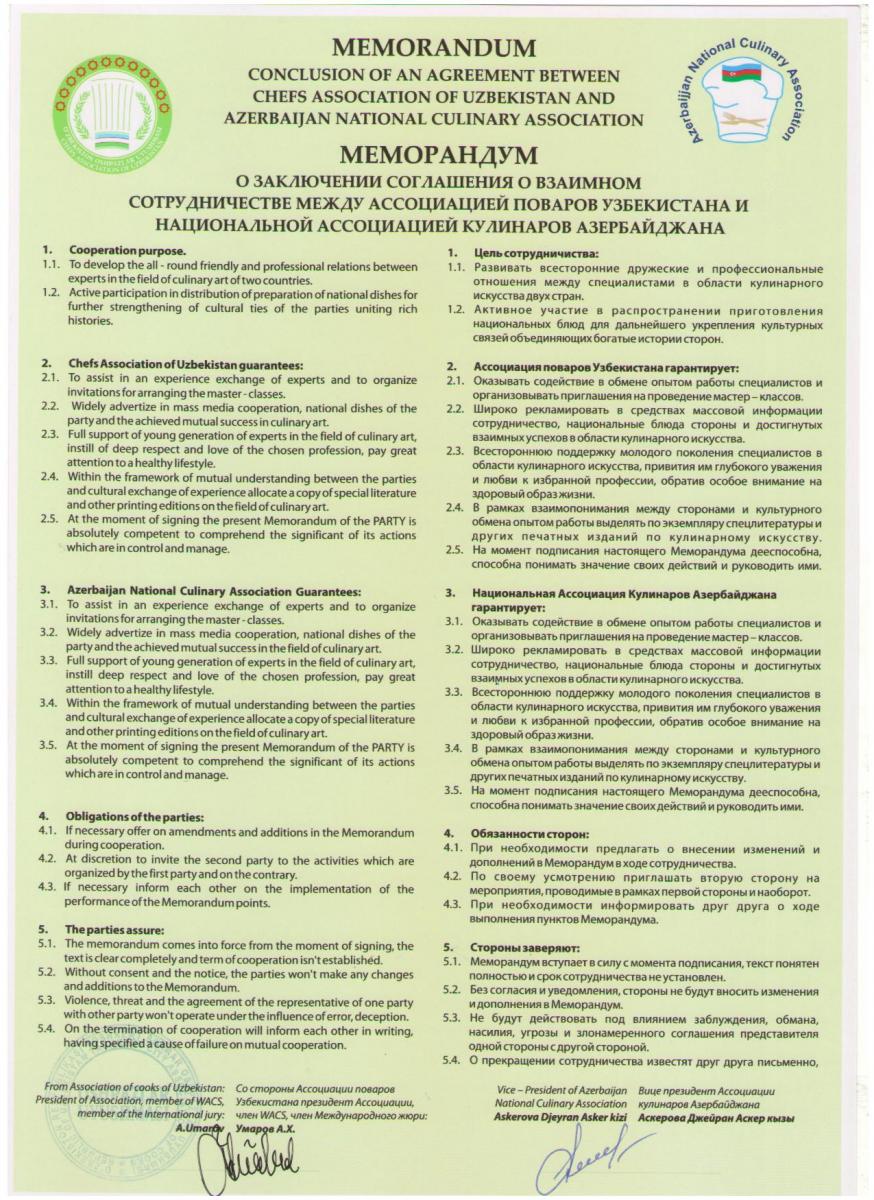 MEMORANDUM
CONCLUSION OF AN AGREEMENT BETWEEN
CHEFS ASSOCIATION OF UZBEKISTAN AND
AZERBAIJAN NATIONAL CULINARY ASSOCIATION
CHEFS ASSOCIATION OF UZBEKISTAN
Azerbaijan National Culinary Association
МЕМОРАНДУМ
О ЗАКЛЮЧЕНИИ СОГЛАШЕНИЯ О ВЗАИМНОМ
СОТРУДНИЧЕСТВЕ МЕЖДУ АССОЦИАЦИЕЙ ПОВАРОВ УЗБЕКИСТАНА И
НАЦИОНАЛЬНОЙ АССОЦИАЦИЕЙ КУЛИНАРОВ АЗЕРБАЙДЖАНА
1. Cooperation purpose.
1.1. To develop the all - round friendly and professional relations between
experts in the field of culinary art of two countries.
1.2. Active participation in distribution of preparation of national dishes for
further strengthening of cultural ties of the parties uniting rich
histories.
2. Chefs Association of Uzbekistan guarantees:
2.1. To assist in an experience exchange of experts and to organize
invitations for arranging the master - classes.
2.2. Widely advertize in mass media cooperation, national dishes of the
party and the achieved mutual success in culinary art.
2.3. Full support of young generation of experts in the field of culinary art,
instill of deep respect and love of the chosen profession, pay great
attention to a healthy lifestyle.
2.4. Within the framework of mutual understanding between the parties
and cultural exchange of experience allocate a copy of special literature
and other printing editions on the field of culinary art.
2.5. At the moment of signing the present Memorandum of the PARTY is
absolutely competent to comprehend the significant of its actions
which are in control and manage.
3. Azerbaijan National Culinary Association Guarantees:
3.1. To assist in an experience exchange of experts and to organize
invitations for arranging the master - classes.
3.2. Widely advertize in mass media cooperation, national dishes of the
party and the achieved mutual success in the field of culinary art.
3.3. Full support of young generation of experts in the field of culinary art,
instill deep respect and love of the chosen profession, pay great
attention to a healthy lifestyle.
3.4. Within the framework of mutual understanding between the parties
and cultural exchange of experience allocate a copy of special literature
and other printing editions on the field of culinary art.
3.5. At the moment of signing the present Memorandum of the PARTY is
absolutely competent to comprehend the significant of its actions
which are in control and manage.
4. Obligations of the parties:
4.1. If necessary offer on amendments and additions in the Memorandum
during cooperation.
4.2. At discretion to invite the second party to the activities which are
organized by the first party and on the contrary.
4.3. If necessary inform each other on the implementation of the
performance of the Memorandum points.
5. The parties assure:
5.1. The memorandum comes into force from the moment of signing, the
text is clear completely and term of cooperation isn't established.
5.2. Without consent and the notice, the parties won't make any changes
and additions to the Memorandum.
5.3. Violence, threat and the agreement of the representative of one party
with other party won't operate under the influence of error, deception.
5.4. On the termination of cooperation will inform each other in writing,
having specified a cause of failure on mutual cooperation.
1. Цель сотрудничиства:
1.1. Развивать всесторонние дружеские и профессиональные
отношения между специалистами в области кулинарного
искусства двух стран.
1.2. Активное участие в распространении приготовления
национальных блюд для дальнейшего укрепления культурных
связей объединяющих богатые истории сторон.
2. Ассоциация поваров Узбекистана гарантирует:
2.1. Оказывать содействие в обмене опытом работы специалистов и
организовывать приглашения на проведение мастер – классов.
2.2. Широко рекламировать в средствах массовой информации
сотрудничество, национальные блюда стороны и достигнутых
взаимных успехов в области кулинарного искусства.
2.3. Всестороннюю поддержку молодого поколения специалистов в
области кулинарного искусства, привития им глубокого уважения
и любви к избранной профессии, обратив особое внимание на
здоровый образ жизни.
2.4. В рамках взаимопонимания между сторонами и культурного
обмена опытом работы выделять по экземпляру спецлитературы и
других печатных изданий по кулинарному искусству.
2.5. На момент подписания настоящего Меморандума дееспособна,
способна понимать значение своих действий и руководить ими.
3. Национальная Ассоциация Кулинаров Азербайджана
гарантирует:
3.1. Оказывать содействие в обмене опытом работы специалистов и
организовывать приглашения на проведение мастер – классов.
3.2. Широко рекламировать в средствах массовой информации
сотрудничество, национальные блюда стороны и достигнутых
взаимных успехов в области кулинарного искусства.
3.3. Всестороннюю поддержку молодого поколения специалистов в
области кулинарного искусства, привития им глубокого уважения
и любви к избранной профессии, обратив особое внимание на
здоровый образ жизни.
3.4. В рамках взаимопонимания между сторонами и культурного
обмена опытом работы выделять по экземпляру спецлитературы и
других печатных изданий по кулинарному искусству.
3.5. На момент подписания настоящего Меморандума дееспособна,
способна понимать значение своих действий и руководить ими.
4. Обязанности сторон:
4.1. При необходимости предлагать о внесении изменений и
дополнений в Меморандум в ходе сотрудничества.
4.2. По своему усмотрению приглашать вторую сторону на
мероприятия, проводимые в рамках первой стороны и наоборот.
4.3. При необходимости информировать друг друга о ходе
выполнения пунктов Меморандума.
5. Стороны заверяют:
5.1. Меморандум вступает в силу с момента подписания, текст понятен
полностью и срок сотрудничества не установлен.
5.2. Без согласия и уведомления, стороны не будут вносить изменения
и дополнения в Меморандум.
5.3. Не будут действовать под влиянием заблуждения, обмана,
насилия, угрозы и злонамеренного соглашения представителя
одной стороны с другой стороной.
5.4. О прекращении сотрудничества известят друг друга письменно,
From Association of cooks of Uzbekistan:
President of Association, member of WACS,
member of the International jury:
A.Umarov
Со стороны Ассоциации поваров
Узбекистана президент Ассоциации,
член WACS, член Международного жюри:
Умаров А.Х.
Vice – President of Azerbaijan
National Culinary Association
Askerova Djeyran Asker kizi
Вице президент Ассоциации
кулинаров Азербайджана
Аскерова Джейран Аскер кызы